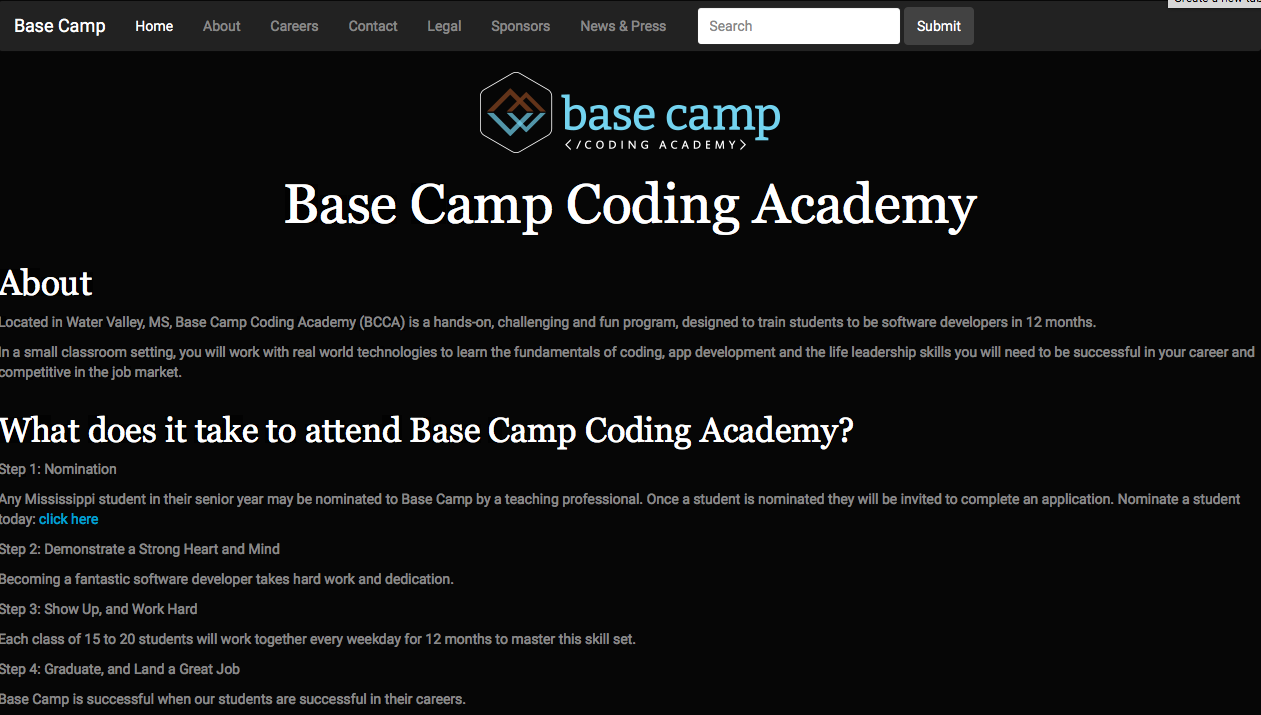 Create a new tab
Base Camp Home About Careers Contact Legal Sponsors News & Press Search Submit
base camp
</CODING ACADEMY>
Base Camp Coding Academy
About
Located in Water Valley, MS, Base Camp Coding Academy (BCCA) is a hands-on, challenging and fun program, designed to train students to be software developers in 12 months.
In a small classroom setting, you will work with real world technologies to learn the fundamentals of coding, app development and the life leadership skills you will need to be successful in your career and
competitive in the job market.
What does it take to attend Base Camp Coding Academy?
Step 1: Nomination
Any Mississippi student in their senior year may be nominated to Base Camp by a teaching professional. Once a student is nominated they will be invited to complete an application. Nominate a student
today: click here
Step 2: Demonstrate a Strong Heart and Mind
Becoming a fantastic software developer takes hard work and dedication.
Step 3: Show Up, and Work Hard
Each class of 15 to 20 students will work together every weekday for 12 months to master this skill set.
Step 4: Graduate, and Land a Great Job
Base Camp is successful when our students are successful in their careers.